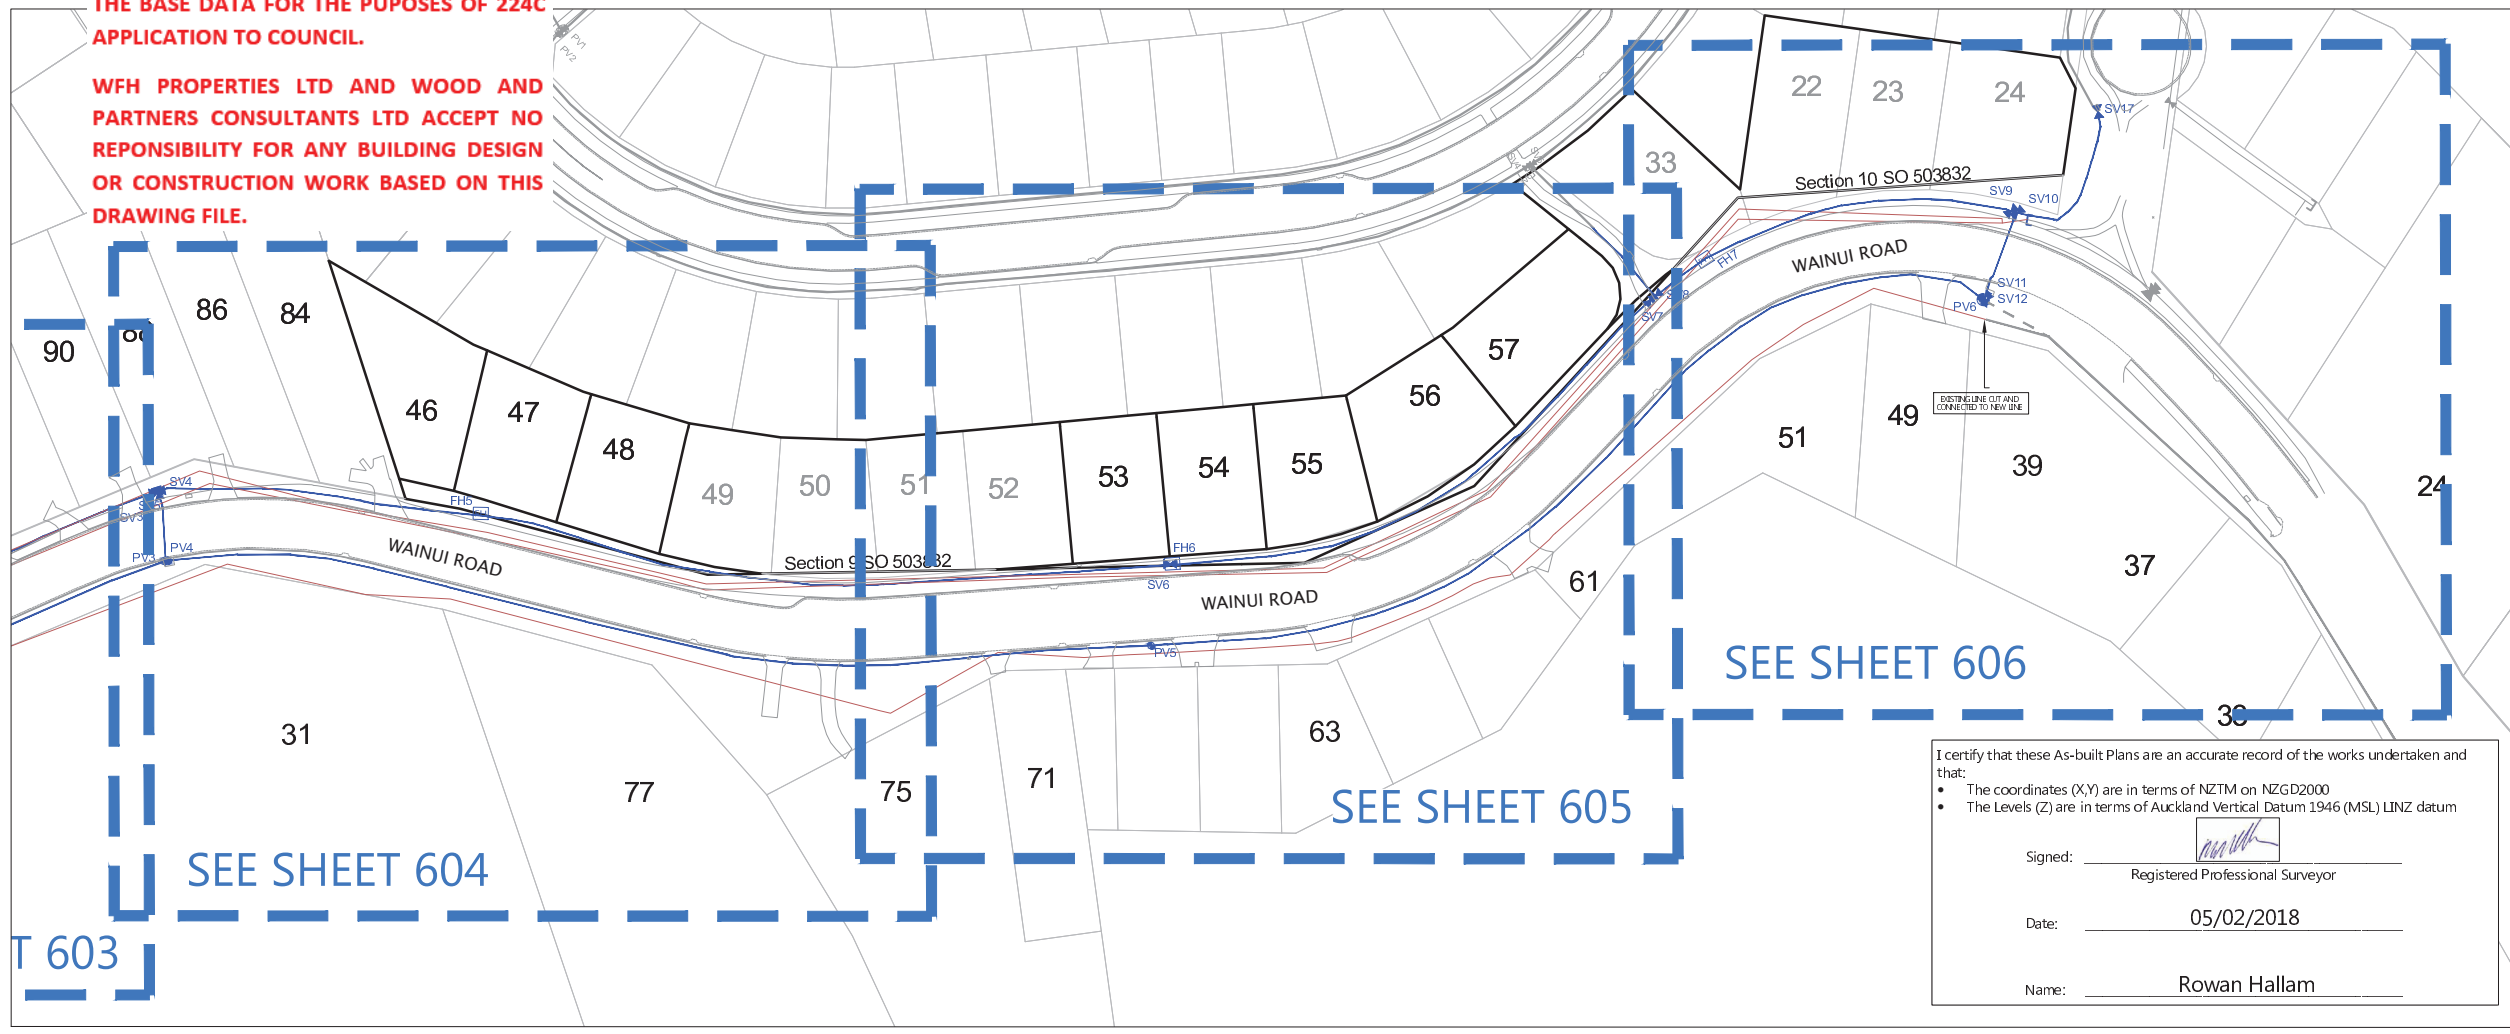 THE BASE DATA FOR THE PUPOSES OF 224C
APPLICATION TO COUNCIL.
WFH PROPERTIES LTD AND WOOD AND
PARTNERS CONSULTANTS LTD ACCEPT NO
REPONSIBILITY FOR ANY BUILDING DESIGN
OR CONSTRUCTION WORK BASED ON THIS
DRAWING FILE.
PV1
PV2
22
23
24
SV17
33
Section 10 SO 503832
SV9
SV10
WAINUI ROAD
FH7
SV8
SV7
SV11
SV12
PV6
EXISTING LINE CUT AND
CONNECTED TO NEW LINE
86
84
90
46
47
48
49
50
51
52
53
54
55
56
57
51
49
39
24
37
SV4
SV3
PV3
PV4
FH5
WAINUI ROAD
Section 9 SO 503832
FH6
SV6
WAINUI ROAD
PV5
61
SEE SHEET 606
31
77
75
71
63
SEE SHEET 605
SEE SHEET 604
T 603
I certify that these As-built Plans are an accurate record of the works undertaken and
that:
• The coordinates (X,Y) are in terms of NZTM on NZGD2000
• The Levels (Z) are in terms of Auckland Vertical Datum 1946 (MSL) LINZ datum
Signed:
Registered Professional Surveyor
Date: 05/02/2018
Name: Rowan Hallam